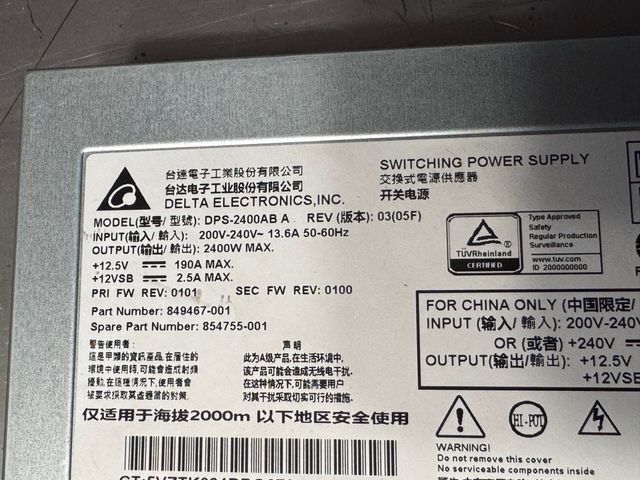 台達電子工業股份有限公司
台达电子工业股份有限公司
DELTA ELECTRONICS,INC.
SWITCHING POWER SUPPLY
交換式電源供應器
开关电源
MODEL(型号/ 型號): DPS-2400AB A REV (版本): 03(05F)
INPUT(输入/ 輸入): 200V-240V~ 13.6A 50-60Hz
OUTPUT(输出/ 輸出): 2400W MAX.
+12.5V 190A MAX.
+12VSB 2.5A MAX.
PRI FW REV: 0101 SEC FW REV: 0100
Part Number: 849467-001
Spare Part Number: 854755-001
TÜVRheinland
CERTIFIED
Type Approved
Safety
Regular Production
Surveillance
www.tuv.com
ID 2000000000
FOR CHINA ONLY (中国限定/
INPUT (输入/ 輸入): 200V-240V
OR (或者) +240V
OUTPUT(输出/輸出): +12.5V
+12VSB
警告使用者:
這是甲類的資訊產品,在居住的
環境中使用時,可能會造成射頻
擾動,在這種情況下,使用者會
被要求採取某些適當的對策
声 明
此为A级产品,在生活环境中,
该产品可能会造成无线电干扰.
在这种情况下,可能需要用户
对其干扰采取切实可行的措施.
仅适用于海拔2000m 以下地区安全使用
HI-POT
WARNING!
Do not remove this cover.
No serviceable components inside